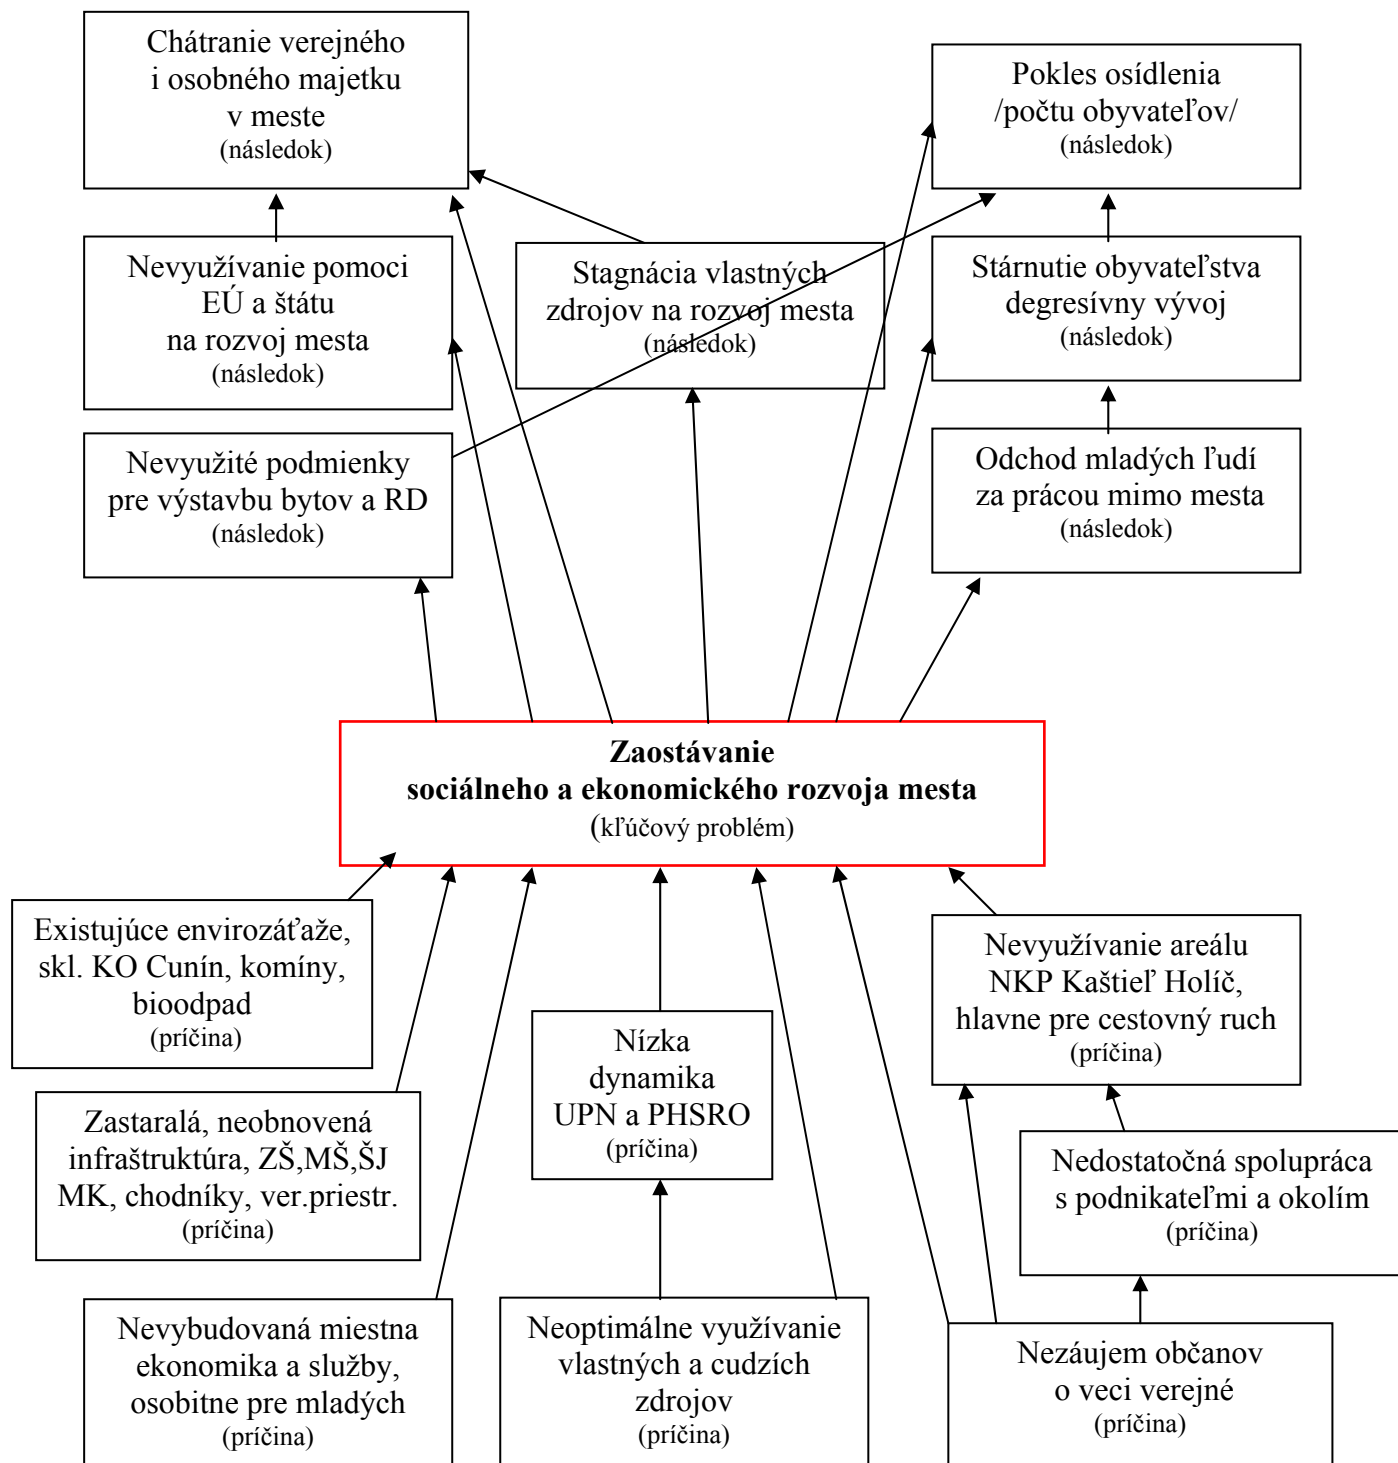 Chátranie verejného
i osobného majetku
v meste
(následok)
Pokles osídlenia
/počtu obyvateľov/
(následok)
Nevyužívanie pomoci
EÚ a štátu
na rozvoj mesta
(následok)
Stagnácia vlastných
zdrojov na rozvoj mesta
(následok)
Stárnutie obyvateľstva
degresívny vývoj
(následok)
Nevyužité podmienky
pre výstavbu bytov a RD
(následok)
Odchod mladých ľudí
za prácou mimo mesta
(následok)
Zaostávanie
sociálneho a ekonomického rozvoja mesta
(kľúčový problém)
Existujúce envirozáťaže,
skl. KO Cunín, komíny,
bioodpad
(príčina)
Nevyužívanie areálu
NKP Kaštieľ Holíč,
hlavne pre cestovný ruch
(príčina)
Nízka
dynamika
UPN a PHSRO
(príčina)
Zastaralá, neobnovená
infraštruktúra, ZŠ,MŠ,ŠJ
MK, chodníky, ver.priestr.
(príčina)
Nedostatočná spolupráca
s podnikateľmi a okolím
(príčina)
Nevybudovaná miestna
ekonomika a služby,
osobitne pre mladých
(príčina)
Neoptimálne využívanie
vlastných a cudzích
zdrojov
(príčina)
Nezáujem občanov
o veci verejné
(príčina)